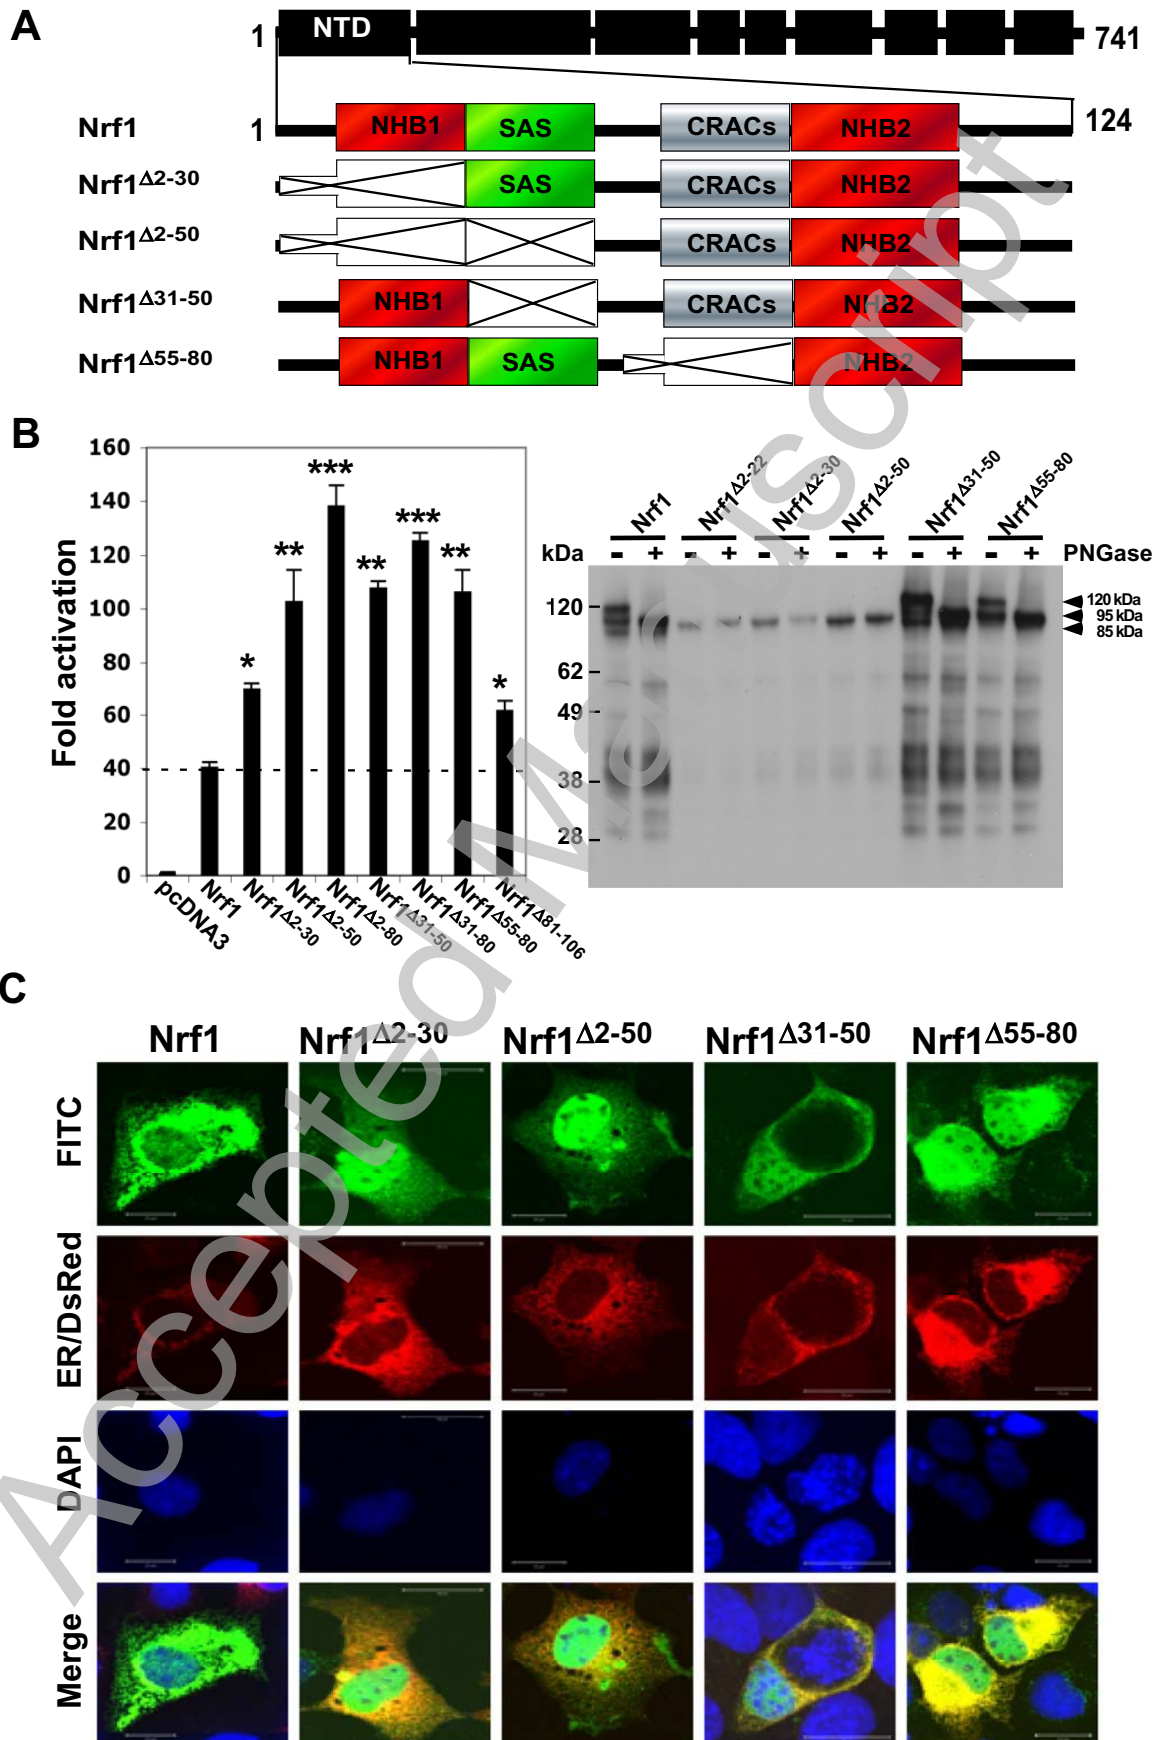 A
NTD
1
741
Nrf1
1
NHB1
SAS
CRACs
NHB2
124
Nrf1Δ2-30
SAS
CRACs
NHB2
Nrf1Δ2-50
CRACs
NHB2
Nrf1Δ31-50
NHB1
CRACs
NHB2
Nrf1Δ55-80
NHB1
SAS
NHB2
B
Fold activation
160
140
120
100
80
60
40
20
0
*
**
***
**
***
**
*
pcDNA3
Nrf1
Nrf1Δ2-30
Nrf1Δ2-50
Nrf1Δ2-80
Nrf1Δ31-50
Nrf1Δ31-80
Nrf1Δ55-80
Nrf1Δ81-106
Nrf1
Nrf1Δ2-22
Nrf1Δ2-30
Nrf1Δ2-50
Nrf1Δ31-50
Nrf1Δ55-80
kDa
- + - + - + - + - + - +
PNGase
120
62
49
38
28
120 kDa
95 kDa
85 kDa
C
Nrf1
Nrf1Δ2-30
Nrf1Δ2-50
Nrf1Δ31-50
Nrf1Δ55-80
FITC
ER/DsRed
DAPI
Merge
Accepted Manuscript